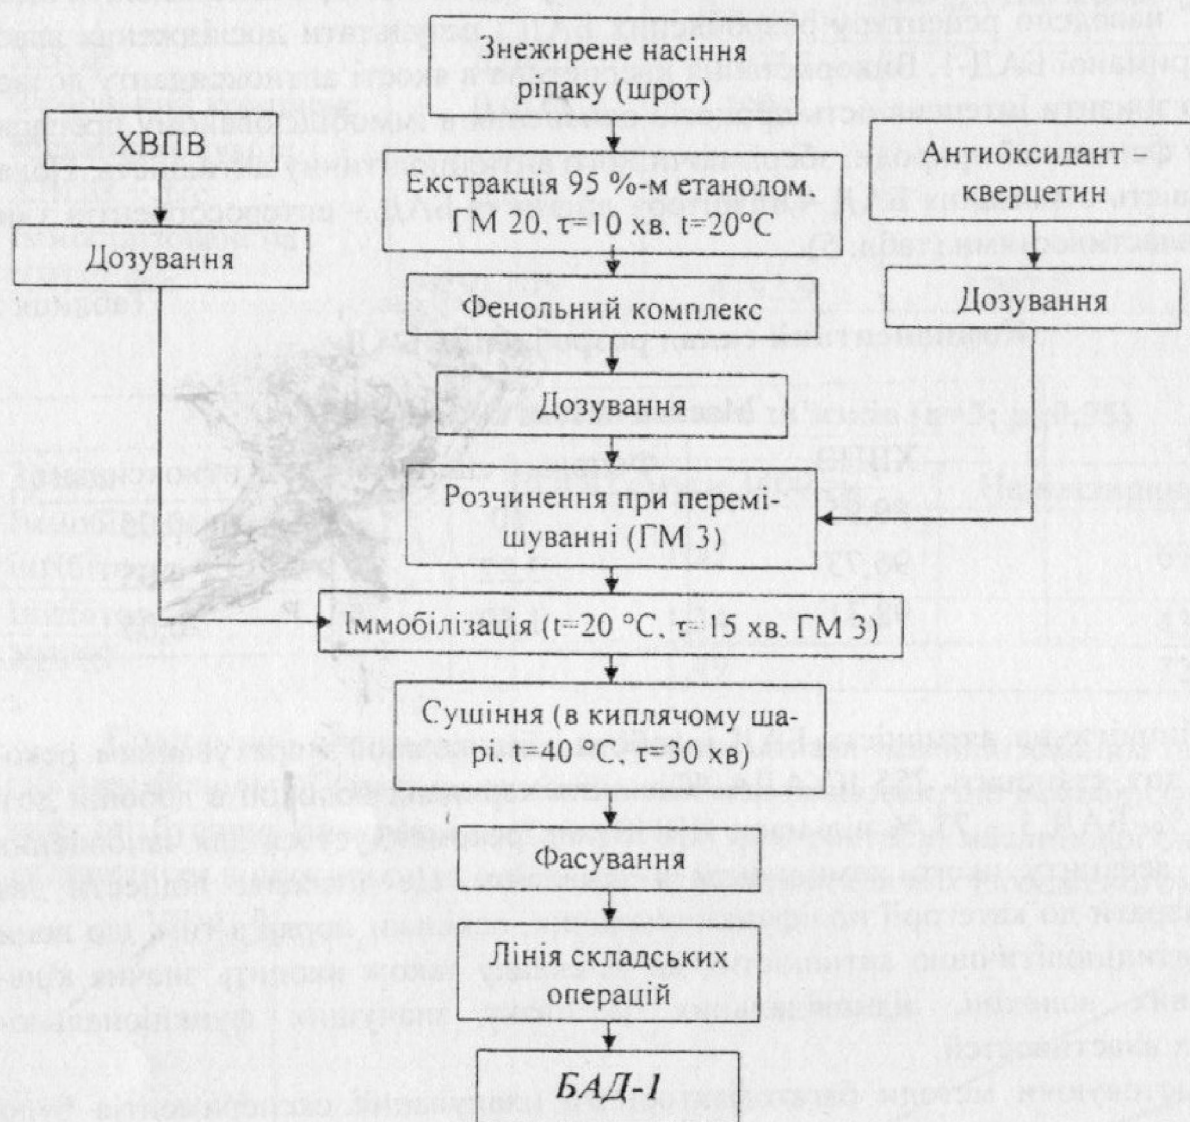 Знежирене насіння
ріпаку (шрот)
ХВПВ
Екстракція 95 %-м етанолом,
ГМ 20, τ=10 хв, t=20°С
Антиоксидант
кверцетин
Дозування
Фенольний комплекс
Дозування
Дозування
Розчинення при перемі-
шуванні (ГМ 3)
Іммобілізація (t=20 °С, τ=15 хв, ГМ 3)
Сушіння (в киплячому ша-
рі, t=40 °С, τ=30 хв)
Фасування
Лінія складських
операцій
БАД-1